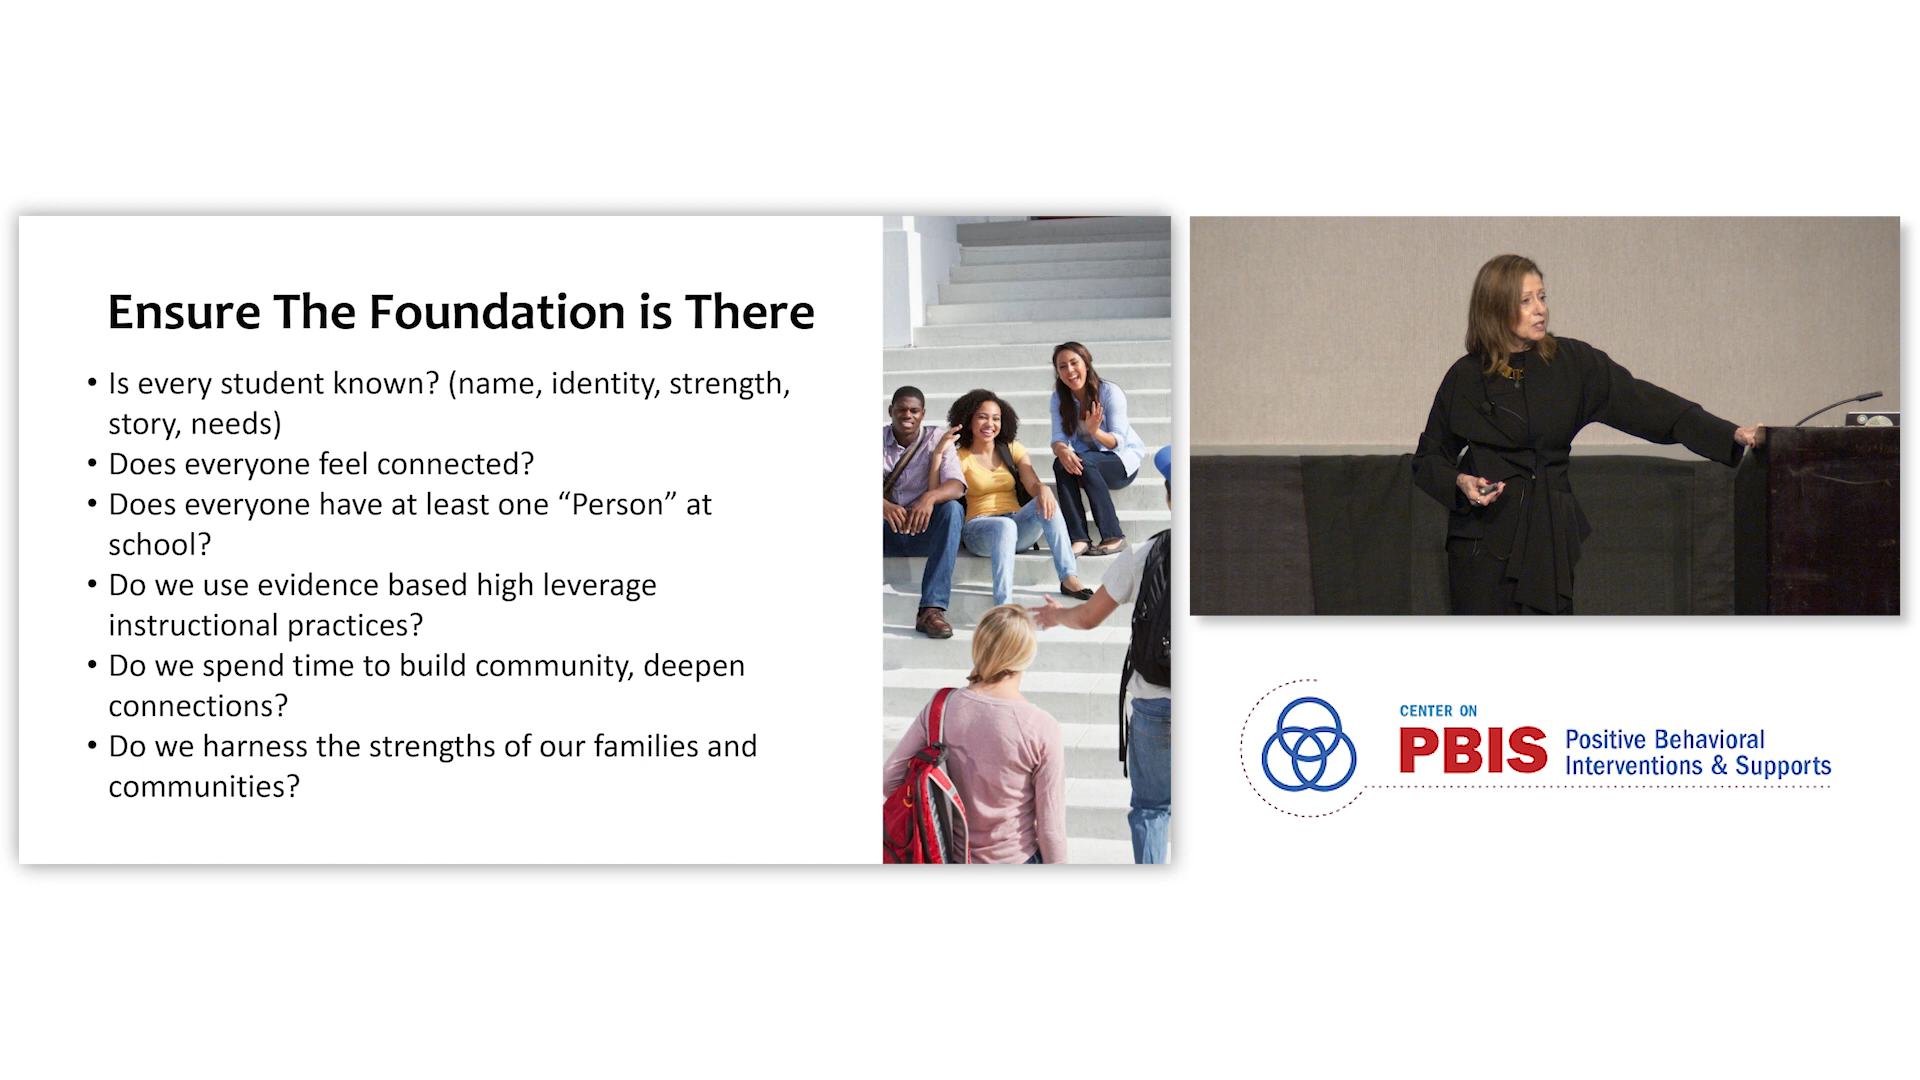 Ensure The Foundation is There
• Is every student known? (name, identity, strength,
story, needs)
• Does everyone feel connected?
• Does everyone have at least one “Person” at
school?
• Do we use evidence based high leverage
instructional practices?
• Do we spend time to build community, deepen
connections?
• Do we harness the strengths of our families and
communities?
CENTER ON
PBIS
Positive Behavioral
Interventions & Supports